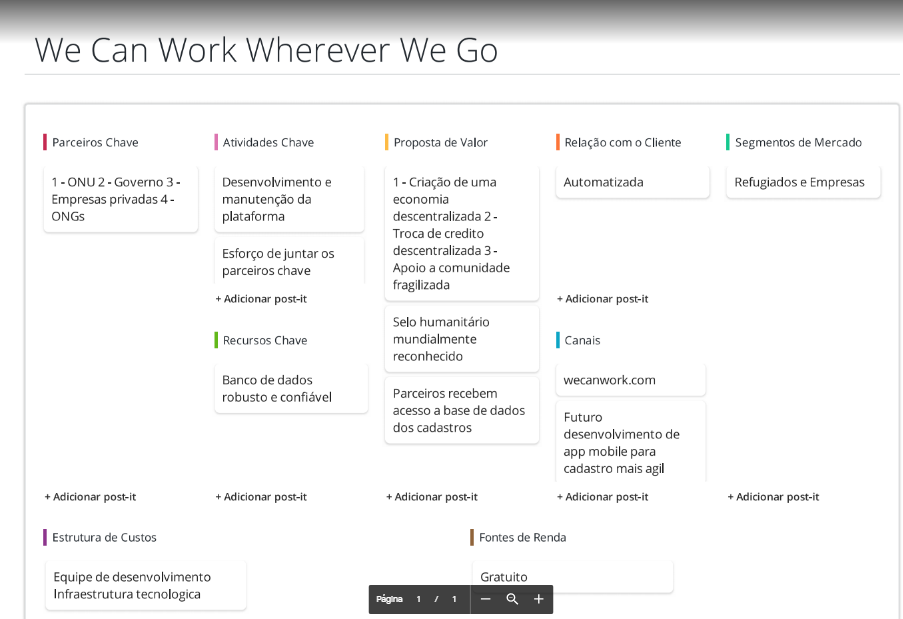 We Can Work Wherever We Go
Parceiros Chave
1 - ONU 2 - Governo 3 -
Empresas privadas 4 -
ONGs
+ Adicionar post-it
Atividades Chave
Desenvolvimento e
manutenção da
plataforma
Esforço de juntar os
parceiros chave
+ Adicionar post-it
Recursos Chave
Banco de dados
robusto e confiável
+ Adicionar post-it
Proposta de Valor
1 - Criação de uma
economia
descentralizada 2 -
Troca de credito
descentralizada 3 -
Apoio a comunidade
fragilizada
Selo humanitário
mundialmente
reconhecido
Parceiros recebem
acesso a base de dados
dos cadastros
+ Adicionar post-it
Relação com o Cliente
Automatizada
+ Adicionar post-it
Canais
wecanwork.com
Futuro
desenvolvimento de
app mobile para
cadastro mais agil
+ Adicionar post-it
Segmentos de Mercado
Refugiados e Empresas
+ Adicionar post-it
Estrutura de Custos
Equipe de desenvolvimento
Infraestrutura tecnologica
Fontes de Renda
Gratuito
Página 1 / 1